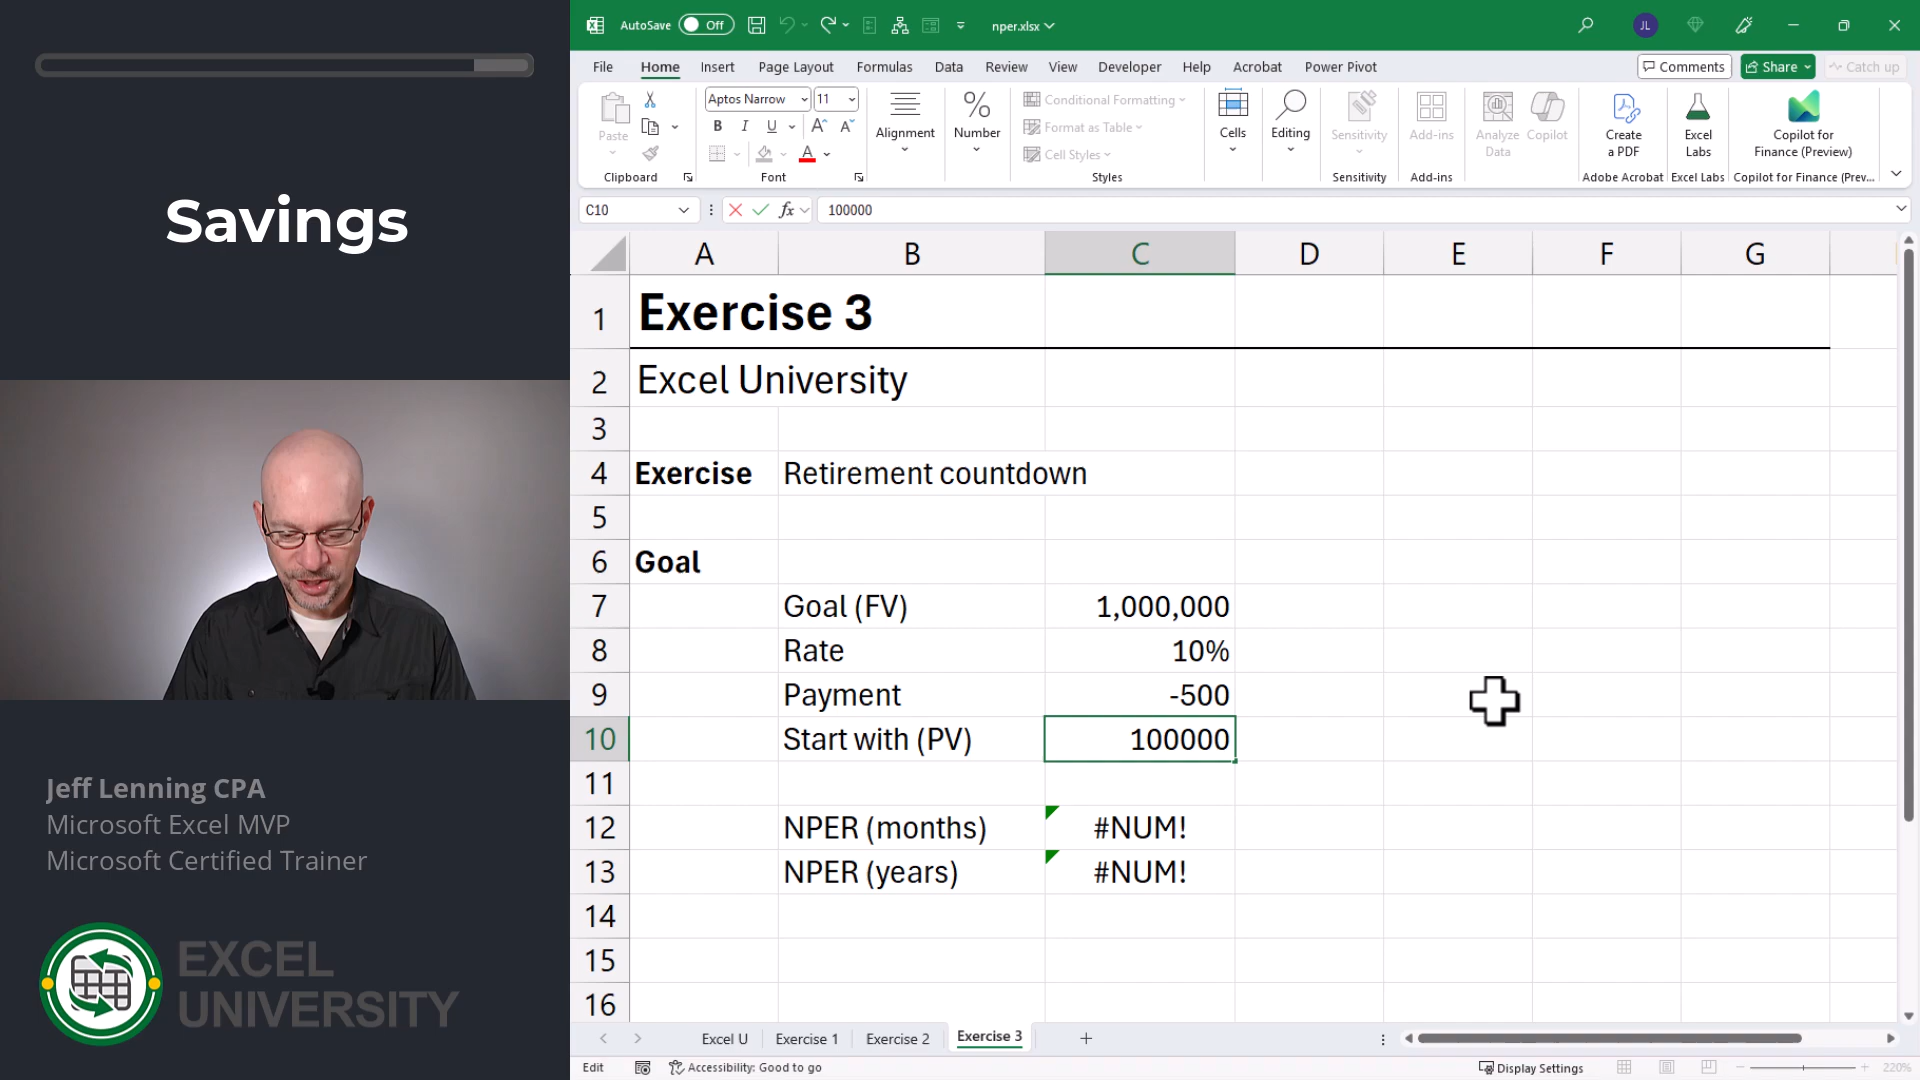 Savings
Jeff Lenning CPA
Microsoft Excel MVP
Microsoft Certified Trainer
EXCEL
UNIVERSITY
AutoSave Off
nper.xlsx
JL
File Home Insert Page Layout Formulas Data Review View Developer Help Acrobat Power Pivot
Comments Share Catch up
Paste
Clipboard
Aptos Narrow 11
B I U A A
A
Font
Alignment
Number
Conditional Formatting
Format as Table
Cell Styles
Styles
Cells
Editing
Sensitivity
Sensitivity
Add-ins
Add-ins
Analyze
Data
Copilot
Create
a PDF
Adobe Acrobat
Excel
Labs
Excel Labs
Copilot for
Finance (Preview)
Copilot for Finance (Prev...
C10 fx 100000
A B C D E F G
1 Exercise 3
2 Excel University
3
4 Exercise Retirement countdown
5
6 Goal
7 Goal (FV) 1,000,000
8 Rate 10%
9 Payment -500
10 Start with (PV) 100000
11
12 NPER (months) #NUM!
13 NPER (years) #NUM!
14
15
16
Excel U Exercise 1 Exercise 2 Exercise 3
Edit Accessibility: Good to go Display Settings 220%